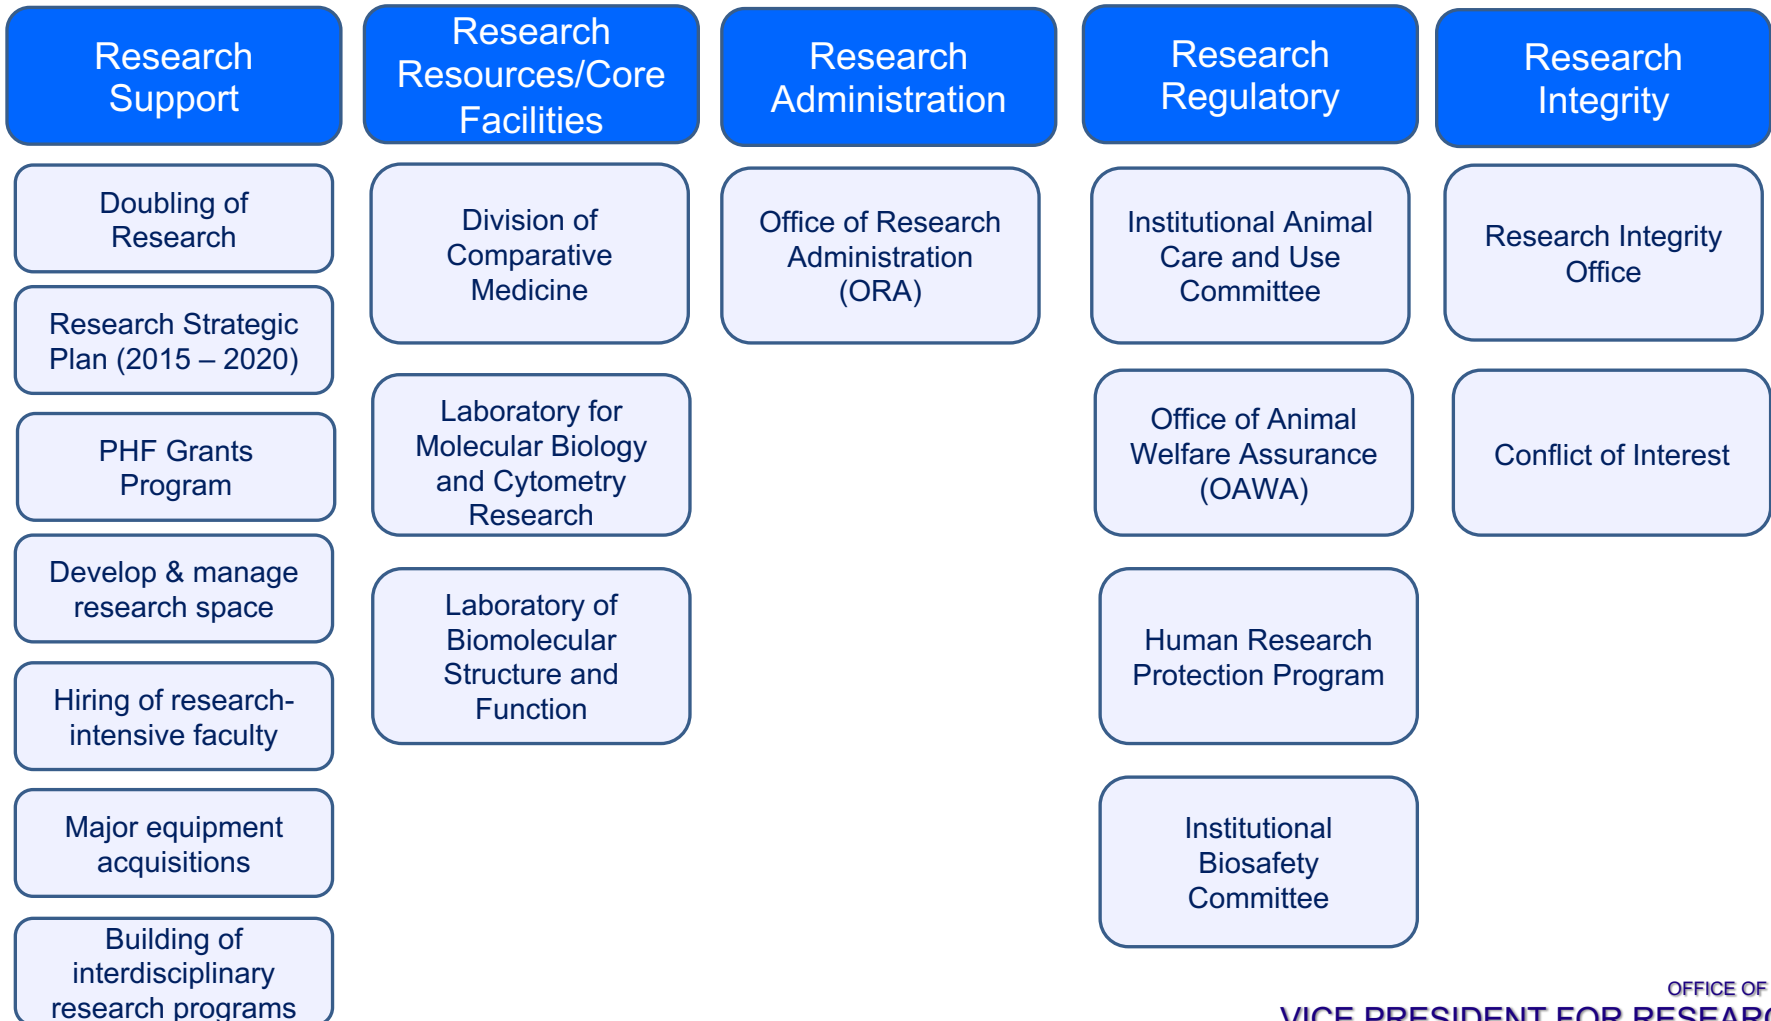 Research
Support
Research
Resources/Core
Facilities
Research
Administration
Research
Regulatory
Research
Integrity
Doubling of
Research
Research Strategic
Plan (2015 – 2020)
PHF Grants
Program
Develop & manage
research space
Hiring of research-
intensive faculty
Major equipment
acquisitions
Building of
interdisciplinary
research programs
Division of
Comparative
Medicine
Laboratory for
Molecular Biology
and Cytometry
Research
Laboratory of
Biomolecular
Structure and
Function
Office of Research
Administration
(ORA)
Institutional Animal
Care and Use
Committee
Office of Animal
Welfare Assurance
(OAWA)
Human Research
Protection Program
Institutional
Biosafety
Committee
Research Integrity
Office
Conflict of Interest
OFFICE OF
VICE PRESIDENT FOR